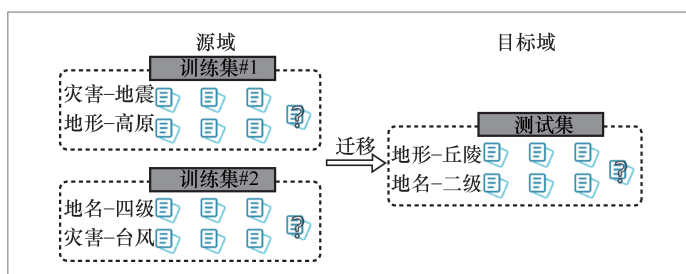 源域
目标域
训练集#1
灾害-地震
地形-高原
?
训练集#2
地名-四级
灾害-台风
?
迁移
测试集
地形-丘陵
地名-二级
?